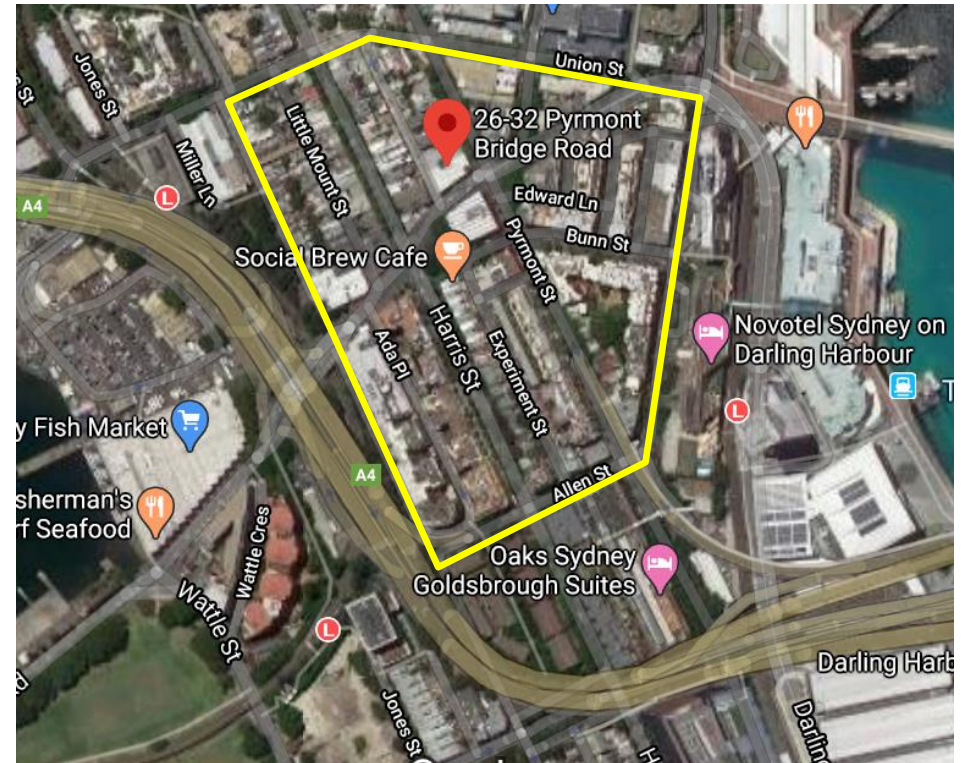 Jones St
St
Union St
Little Mount St
26-32 Pyrmont
Bridge Road
Miller Ln
A4
Edward Ln
Bunn St
Pyrmont St
Social Brew Cafe
Harris St
Novotel Sydney on
Darling Harbour
Ada Pl
Experiment St
T
y Fish Market
L
L
A4
Allen St
sherman's
rf Seafood
Oaks Sydney
Goldsbrough Suites
Wattle Cres
Wattle St
L
Darling Harb
Jones St
Darlin
H